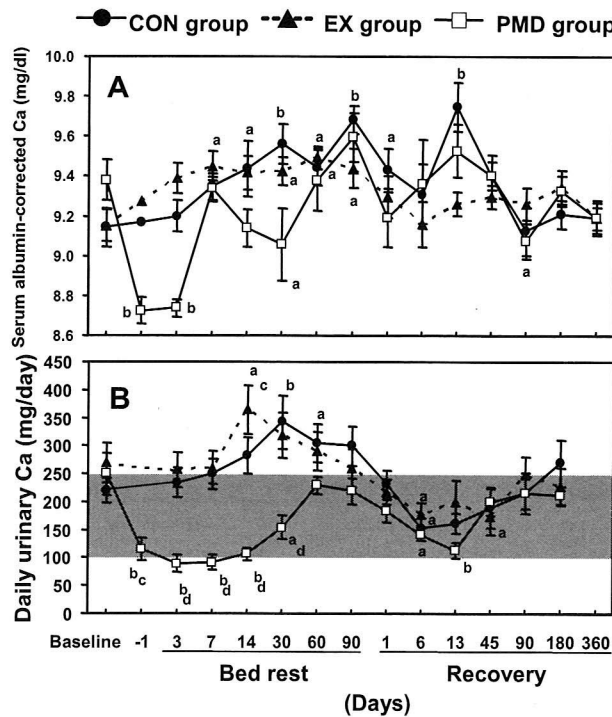 CON group EX group PMD group
Serum albumin-corrected Ca (mg/dl)
A
10.0
9.8
9.6
9.4
9.2
9.0
8.8
8.6
b b a a b a a a b a a b a a
Daily urinary Ca (mg/day)
B
450
400
350
300
250
200
150
100
50
0
a c b a
b c b d b d b d a d a a a b a
Baseline -1 3 7 14 30 60 90 1 6 13 45 90 180 360
Bed rest Recovery
(Days)